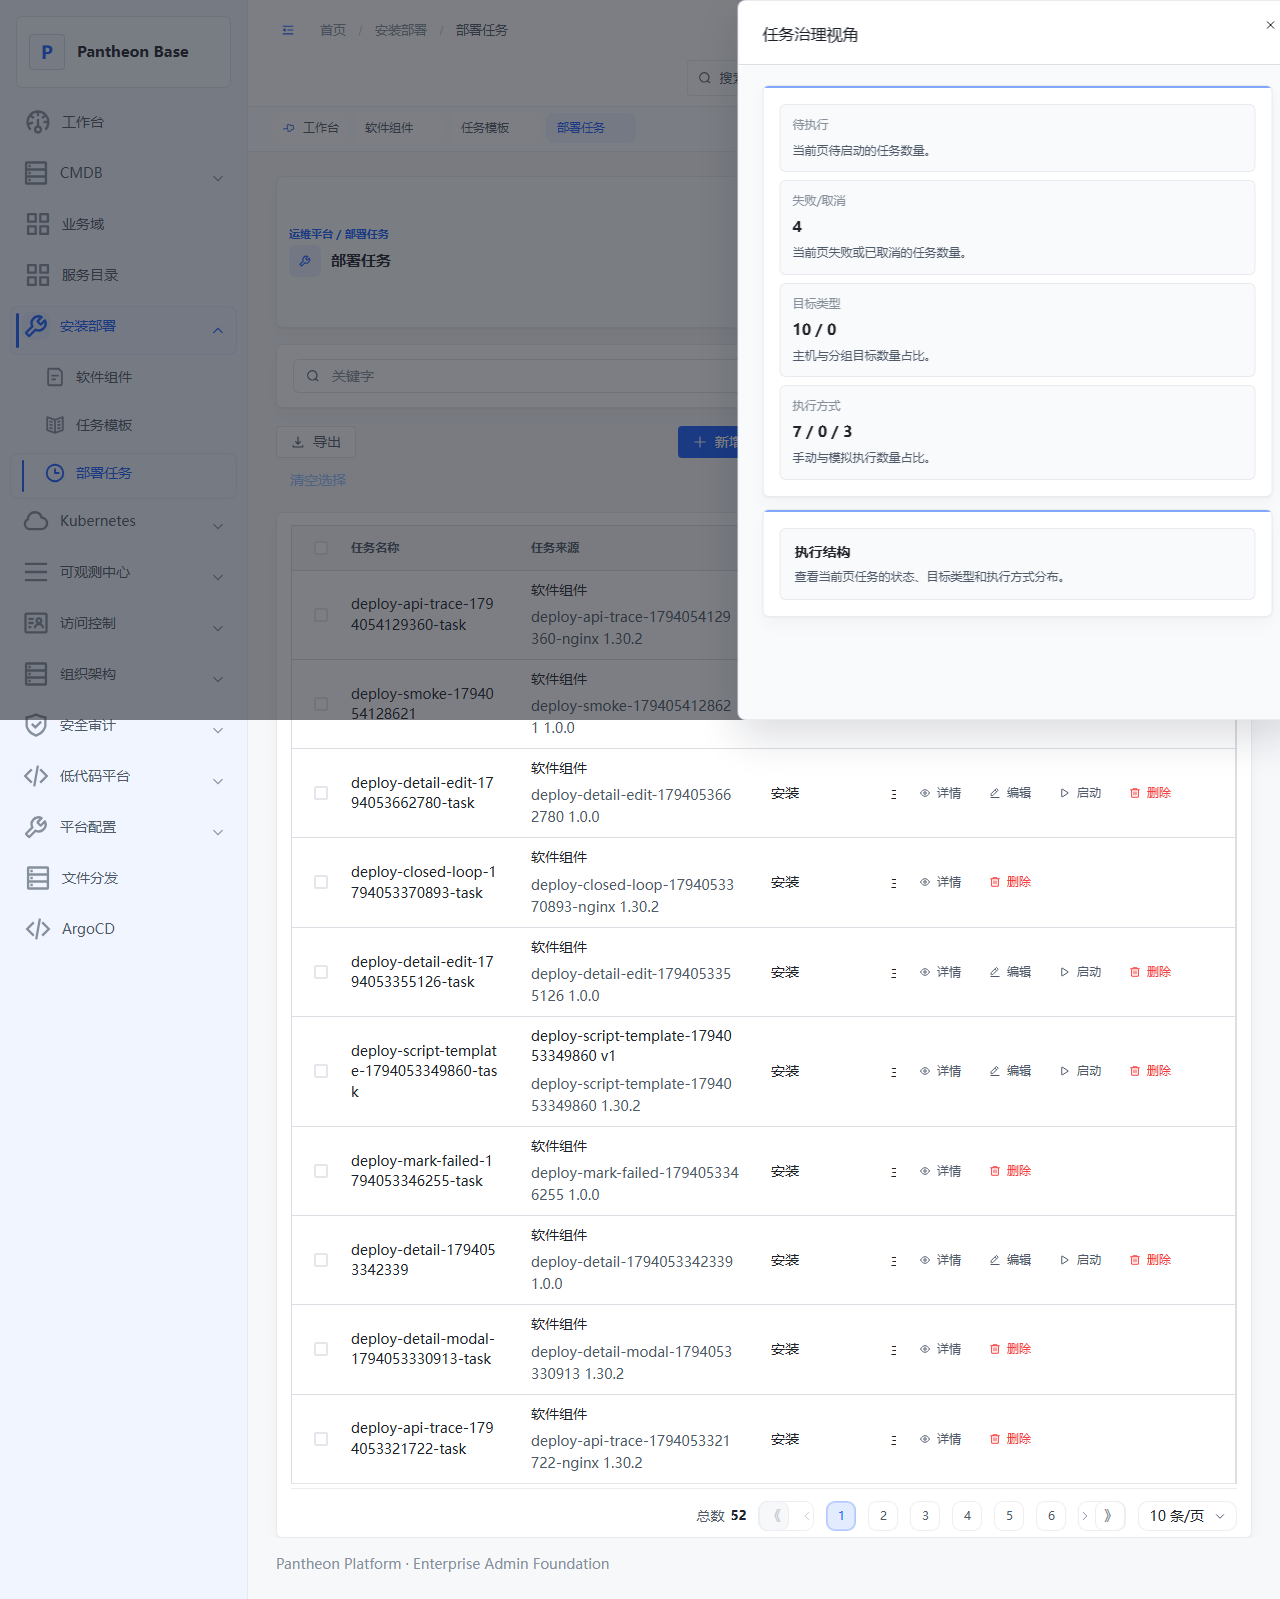 P Pantheon Base
工作台
CMDB
业务域
服务目录
安装部署
软件组件
任务模板
部署任务
Kubernetes
可观测中心
访问控制
组织架构
安全审计
低代码平台
平台配置
文件分发
ArgoCD
首页 / 安装部署 / 部署任务
搜
工作台 软件组件 任务模板 部署任务
运维平台 / 部署任务
部署任务
关键字
导出
新增
清空选择
任务名称 任务来源
deploy-api-trace-179
4054129360-task
软件组件
deploy-api-trace-1794054129
360-nginx 1.30.2
deploy-smoke-17940
54128621
软件组件
deploy-smoke-179405412862
1 1.0.0
deploy-detail-edit-17
94053662780-task
软件组件
deploy-detail-edit-179405366
2780 1.0.0
安装 详情 编辑 启动 删除
deploy-closed-loop-1
794053370893-task
软件组件
deploy-closed-loop-17940533
70893-nginx 1.30.2
安装 详情 删除
deploy-detail-edit-17
94053355126-task
软件组件
deploy-detail-edit-179405335
5126 1.0.0
安装 详情 编辑 启动 删除
deploy-script-templat
e-1794053349860-tas
k
deploy-script-template-17940
53349860 v1
deploy-script-template-17940
53349860 1.30.2
安装 详情 编辑 启动 删除
deploy-mark-failed-1
794053346255-task
软件组件
deploy-mark-failed-179405334
6255 1.0.0
安装 详情 删除
deploy-detail-179405
3342339
软件组件
deploy-detail-1794053342339
1.0.0
安装 详情 编辑 启动 删除
deploy-detail-modal-
1794053330913-task
软件组件
deploy-detail-modal-1794053
330913 1.30.2
安装 详情 删除
deploy-api-trace-179
4053321722-task
软件组件
deploy-api-trace-1794053321
722-nginx 1.30.2
安装 详情 删除
总数 52 《 1 2 3 4 5 6 》 10 条/页
Pantheon Platform · Enterprise Admin Foundation
任务治理视角
待执行
当前页待启动的任务数量。
失败/取消
4
当前页失败或已取消的任务数量。
目标类型
10 / 0
主机与分组目标数量占比。
执行方式
7 / 0 / 3
手动与模拟执行数量占比。
执行结构
查看当前页任务的状态、目标类型和执行方式分布。